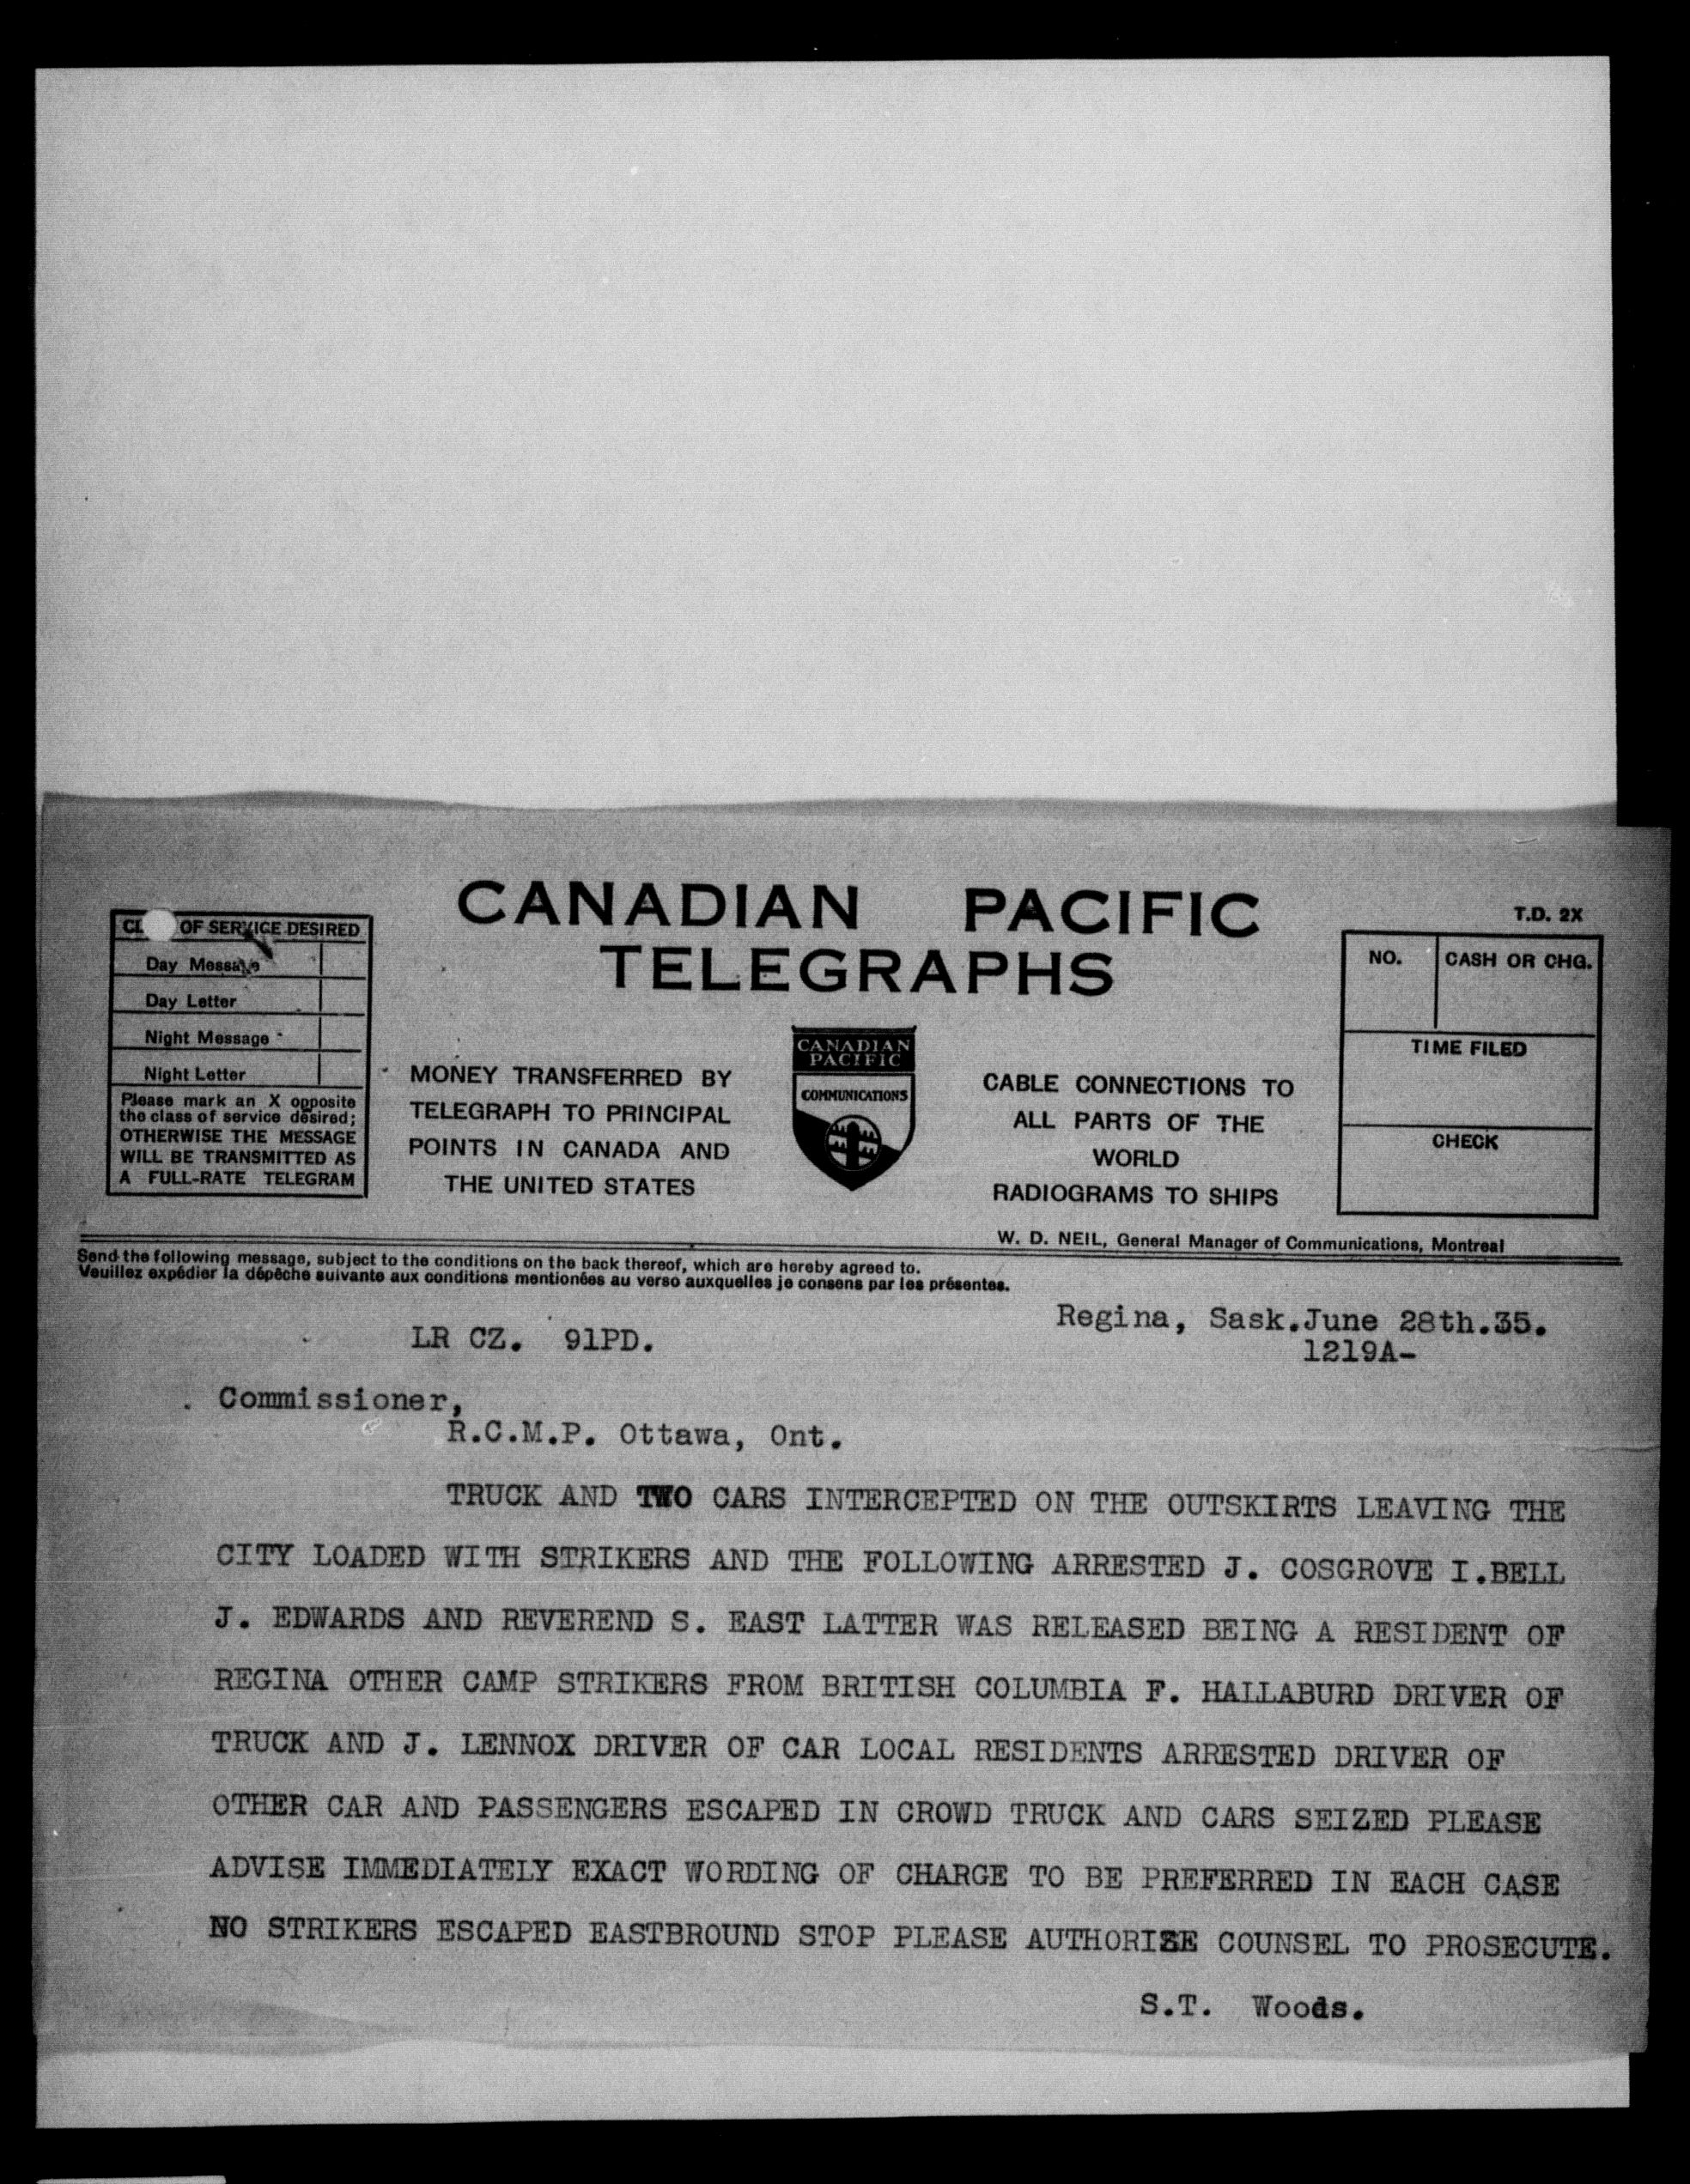 CANADIAN PACIFIC
TELEGRAPHS
CL OF SERVICE DESIRED
Day Message
Day Letter
Night Message
Night Letter
Please mark an X opposite
the class of service desired;
OTHERWISE THE MESSAGE
WILL BE TRANSMITTED AS
A FULL-RATE TELEGRAM
MONEY TRANSFERRED BY
TELEGRAPH TO PRINCIPAL
POINTS IN CANADA AND
THE UNITED STATES
CANADIAN
PACIFIC
COMMUNICATIONS
CABLE CONNECTIONS TO
ALL PARTS OF THE
WORLD
RADIOGRAMS TO SHIPS
T.D. 2X
NO. CASH OR CHG.
TIME FILED
CHECK
W. D. NEIL, General Manager of Communications, Montreal
Send the following message, subject to the conditions on the back thereof, which are hereby agreed to.
Veuillez expédier la dépêche suivante aux conditions mentionées au verso auxquelles je consens par les présentes.
Regina, Sask.June 28th.35.
LR CZ. 91PD.
1219A-
Commissioner,
R.C.M.P. Ottawa, Ont.
TRUCK AND TWO CARS INTERCEPTED ON THE OUTSKIRTS LEAVING THE
CITY LOADED WITH STRIKERS AND THE FOLLOWING ARRESTED J. COSGROVE I.BELL
J. EDWARDS AND REVEREND S. EAST LATTER WAS RELEASED BEING A RESIDENT OF
REGINA OTHER CAMP STRIKERS FROM BRITISH COLUMBIA F. HALLABURD DRIVER OF
TRUCK AND J. LENNOX DRIVER OF CAR LOCAL RESIDENTS ARRESTED DRIVER OF
OTHER CAR AND PASSENGERS ESCAPED IN CROWD TRUCK AND CARS SEIZED PLEASE
ADVISE IMMEDIATELY EXACT WORDING OF CHARGE TO BE PREFERRED IN EACH CASE
NO STRIKERS ESCAPED EASTBROUND STOP PLEASE AUTHORIZE COUNSEL TO PROSECUTE.
S.T. Woods.